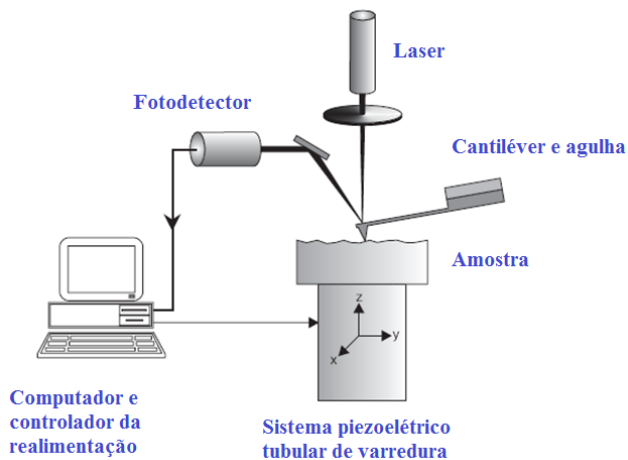 Laser
Fotodetector
Cantiléver e agulha
Amostra
z
y
x
Computador e
controlador da
realimentação
Sistema piezoelétrico
tubular de varredura